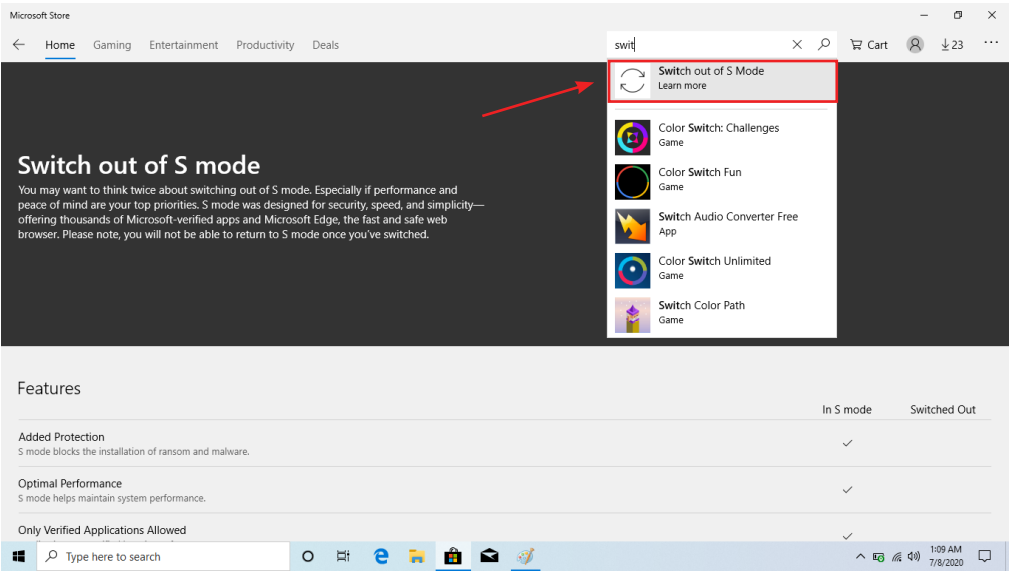 Microsoft Store
Home Gaming Entertainment Productivity Deals
swit
Cart
23
Switch out of S Mode
Learn more
Color Switch: Challenges
Game
Color Switch Fun
Game
Switch Audio Converter Free
App
Color Switch Unlimited
Game
Switch Color Path
Game
Switch out of S mode
You may want to think twice about switching out of S mode. Especially if performance and
peace of mind are your top priorities. S mode was designed for security, speed, and simplicity—
offering thousands of Microsoft-verified apps and Microsoft Edge, the fast and safe web
browser. Please note, you will not be able to return to S mode once you've switched.
Features
In S mode Switched Out
Added Protection
S mode blocks the installation of ransom and malware.
Optimal Performance
S mode helps maintain system performance.
Only Verified Applications Allowed
Type here to search
1:09 AM
7/8/2020